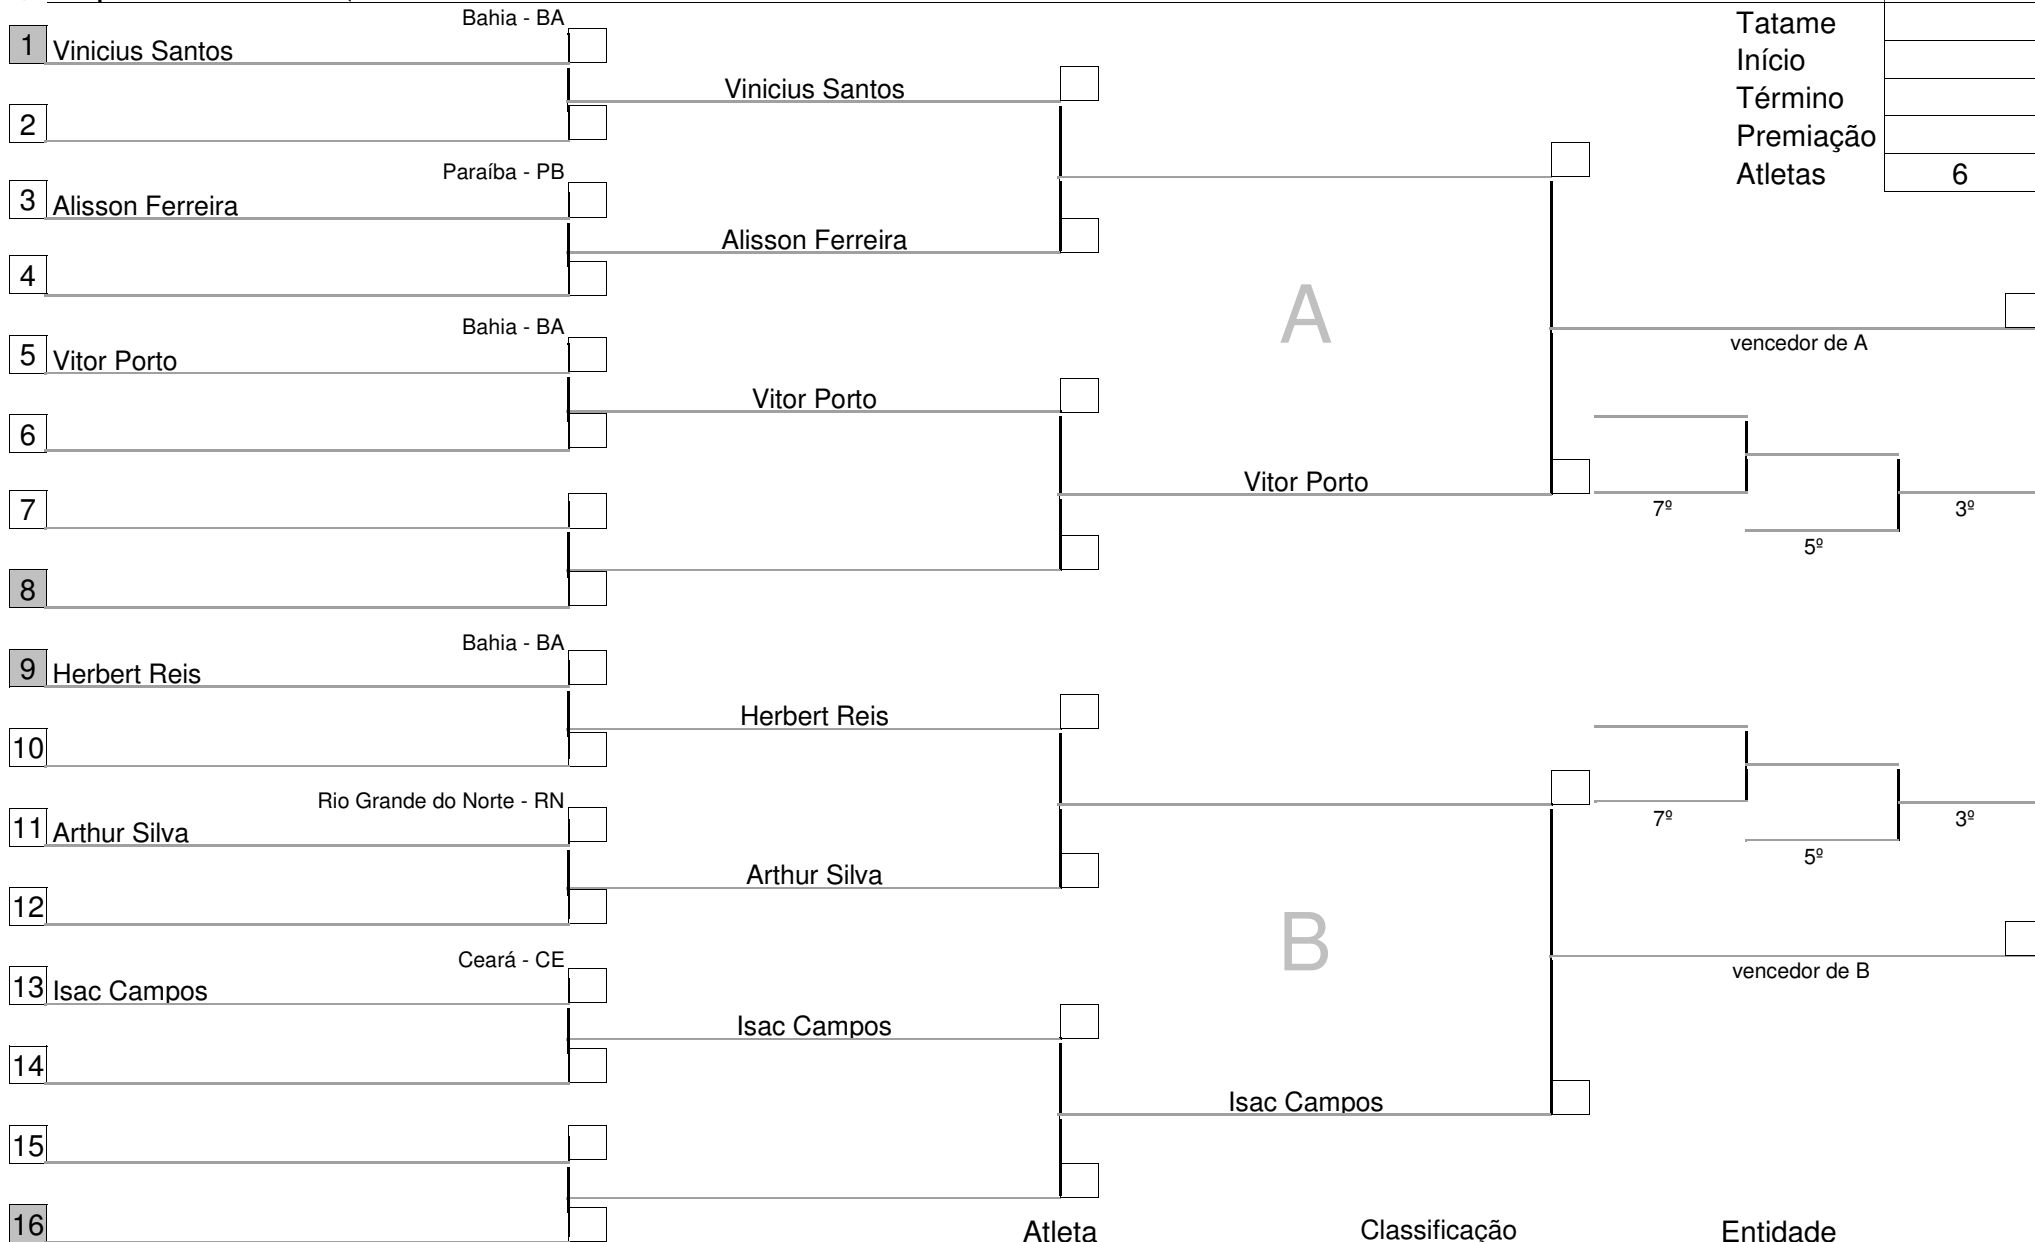 Bahia - BA
1 Vinicius Santos
Vinicius Santos
2
Paraíba - PB
3 Alisson Ferreira
Alisson Ferreira
4
Bahia - BA
5 Vitor Porto
Vitor Porto
6
Vitor Porto
7
8
A
Tatame
Início
Término
Premiação
Atletas 6
vencedor de A
7º
3º
5º
Bahia - BA
9 Herbert Reis
Herbert Reis
10
Rio Grande do Norte - RN
11 Arthur Silva
Arthur Silva
12
Ceará - CE
13 Isac Campos
Isac Campos
14
Isac Campos
15
16
B
7º
3º
5º
vencedor de B
Atleta Classificação Entidade